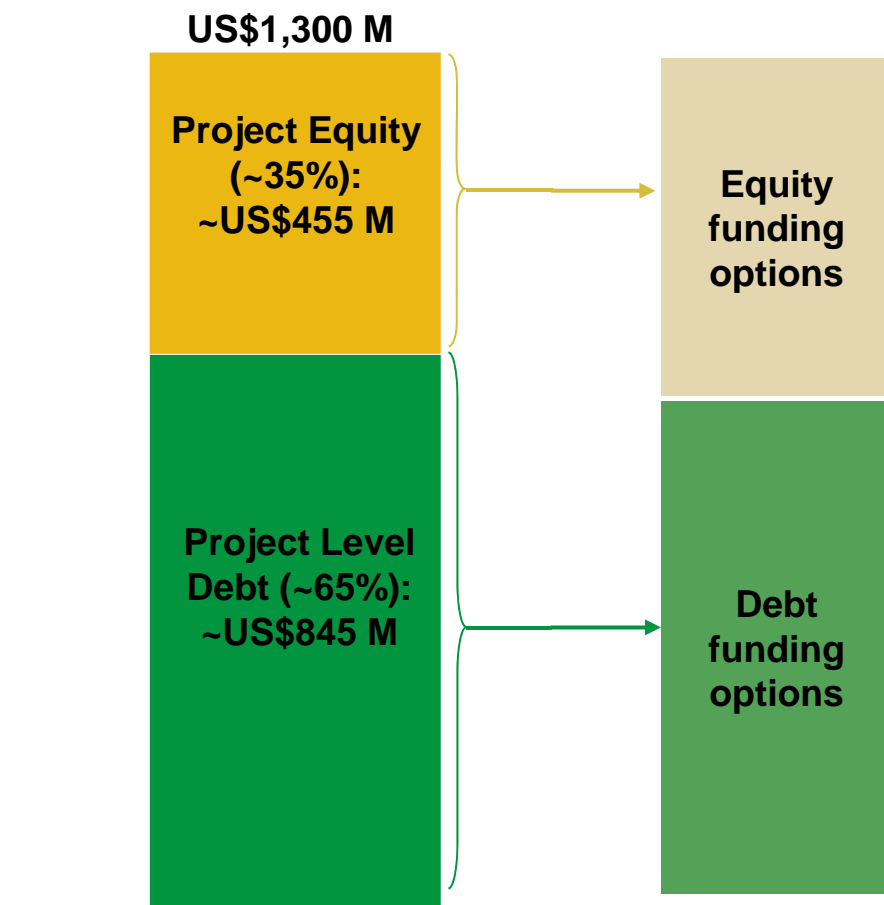 US$1,300 M
Project Equity
(~35%):
~US$455 M
Equity
funding
options
Project Level
Debt (~65%):
~US$845 M
Debt
funding
options